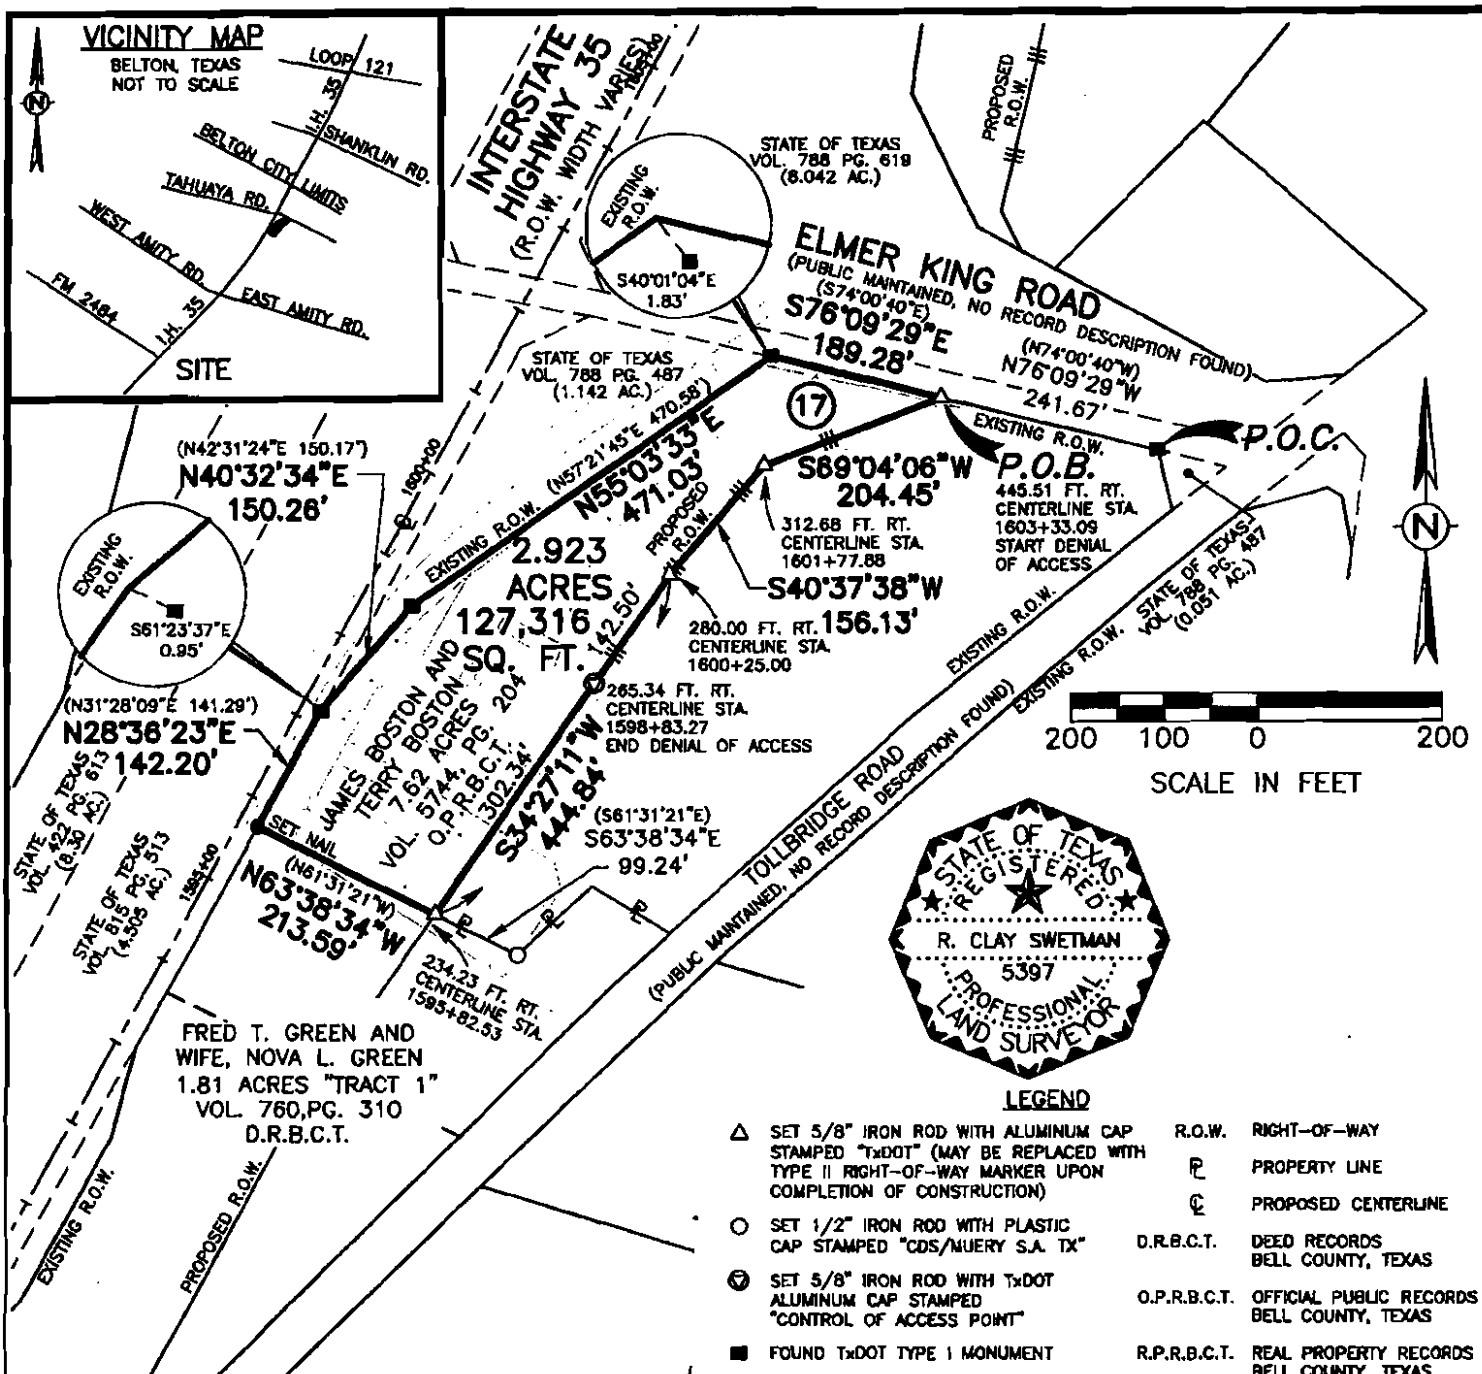 VICINITY MAP
BELTON, TEXAS
NOT TO SCALE
N
LOOP 121
I.H. 35
SHANKLIN RD.
BELTON CITY LIMITS
TAHUAYA RD.
WEST AMITY RD.
EAST AMITY RD.
FM 2484
I.H. 35
SITE
INTERSTATE
HIGHWAY 35
(R.O.W. WIDTH VARIES)
1605+00
PROPOSED
R.O.W.
STATE OF TEXAS
VOL. 788 PG. 619
(8.042 AC.)
EXISTING
R.O.W.
S40°01'04"E
1.83'
ELMER KING ROAD
(PUBLIC MAINTAINED, NO RECORD DESCRIPTION FOUND)
(S74°00'40"E)
S76°09'29"E
189.28'
(N74°00'40"W)
N76°09'29"W
241.67'
EXISTING R.O.W.
P.O.C.
P.O.B.
445.51 FT. RT.
CENTERLINE STA.
1603+33.09
START DENIAL
OF ACCESS
17
STATE OF TEXAS
VOL. 788 PG. 487
(1.142 AC.)
(N57°21'45"E 470.58')
N55°03'33"E
471.03'
EXISTING R.O.W.
1600+00
(N42°31'24"E 150.17')
N40°32'34"E
150.26'
EXISTING
R.O.W.
S61°23'37"E
0.95'
(N31°28'09"E 141.29')
N28°36'23"E
142.20'
S69°04'06"W
204.45'
312.68 FT. RT.
CENTERLINE STA.
1601+77.88
PROPOSED
R.O.W.
S40°37'38"W
156.13'
280.00 FT. RT.
CENTERLINE STA.
1600+25.00
2.923
ACRES
127,316
SQ. FT.
142.50'
265.34 FT. RT.
CENTERLINE STA.
1598+83.27
END DENIAL OF ACCESS
JAMES BOSTON AND
TERRY BOSTON
7.62 ACRES
VOL. 5744, PG. 204
O.P.R.B.C.T.
302.34'
S34°27'11"W
444.84'
(S61°31'21"E)
S63°38'34"E
99.24'
SET NAIL
(N61°31'21"W)
N63°38'34"W
213.59'
234.23 FT. RT.
CENTERLINE STA.
1595+82.53
STATE OF TEXAS
VOL. 422 PG. 613
(8.30 AC.)
STATE OF TEXAS
VOL. 815 PG. 513
(4.505 AC.)
1595+00
FRED T. GREEN AND
WIFE, NOVA L. GREEN
1.81 ACRES "TRACT 1"
VOL. 760,PG. 310
D.R.B.C.T.
EXISTING R.O.W.
PROPOSED R.O.W.
EXISTING R.O.W.
EXISTING R.O.W.
TOLLBRIDGE ROAD
(PUBLIC MAINTAINED, NO RECORD DESCRIPTION FOUND)
STATE OF TEXAS
VOL. 788 PG. 487
(0.051 AC.)
N
200 100 0 200
SCALE IN FEET
STATE OF TEXAS
REGISTERED
R. CLAY SWETMAN
5397
PROFESSIONAL
LAND SURVEYOR
LEGEND
SET 5/8" IRON ROD WITH ALUMINUM CAP
STAMPED "TxDOT" (MAY BE REPLACED WITH
TYPE II RIGHT-OF-WAY MARKER UPON
COMPLETION OF CONSTRUCTION)
SET 1/2" IRON ROD WITH PLASTIC
CAP STAMPED "CDS/MUERY S.A. TX"
SET 5/8" IRON ROD WITH TxDOT
ALUMINUM CAP STAMPED
"CONTROL OF ACCESS POINT"
FOUND TxDOT TYPE I MONUMENT
R.O.W. RIGHT-OF-WAY
PL PROPERTY LINE
CL PROPOSED CENTERLINE
D.R.B.C.T. DEED RECORDS
BELL COUNTY, TEXAS
O.P.R.B.C.T. OFFICIAL PUBLIC RECORDS
BELL COUNTY, TEXAS
R.P.R.B.C.T. REAL PROPERTY RECORDS
BELL COUNTY, TEXAS